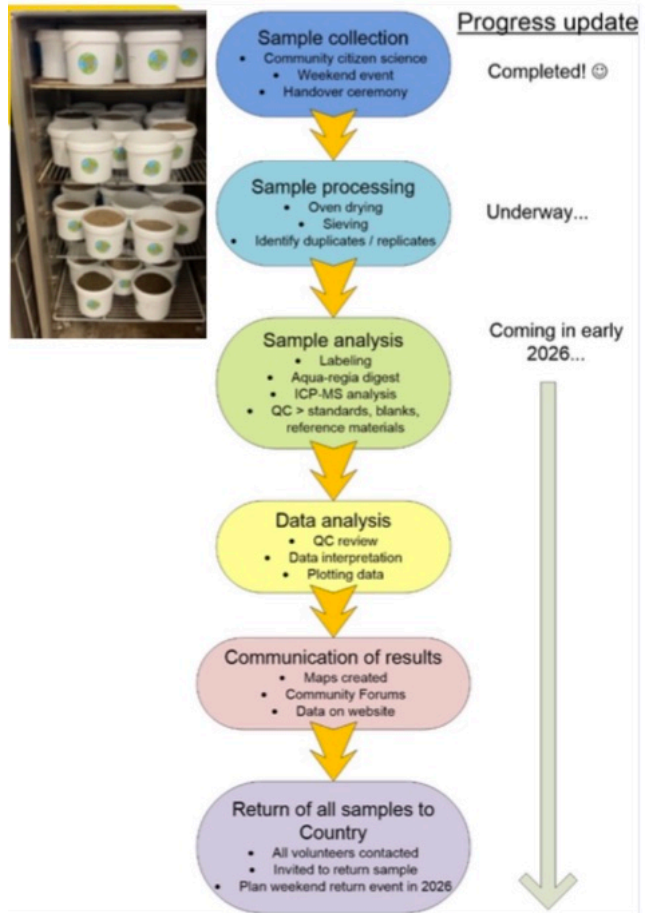 Progress update
Sample collection
• Community citizen science
• Weekend event
• Handover ceremony
Completed! ☺
Sample processing
• Oven drying
• Sieving
• Identify duplicates / replicates
Underway...
Sample analysis
• Labeling
• Aqua-regia digest
• ICP-MS analysis
• QC > standards, blanks,
reference materials
Coming in early
2026...
Data analysis
• QC review
• Data interpretation
• Plotting data
Communication of results
• Maps created
• Community Forums
• Data on website
Return of all samples to
Country
• All volunteers contacted
• Invited to return sample
• Plan weekend return event in 2026